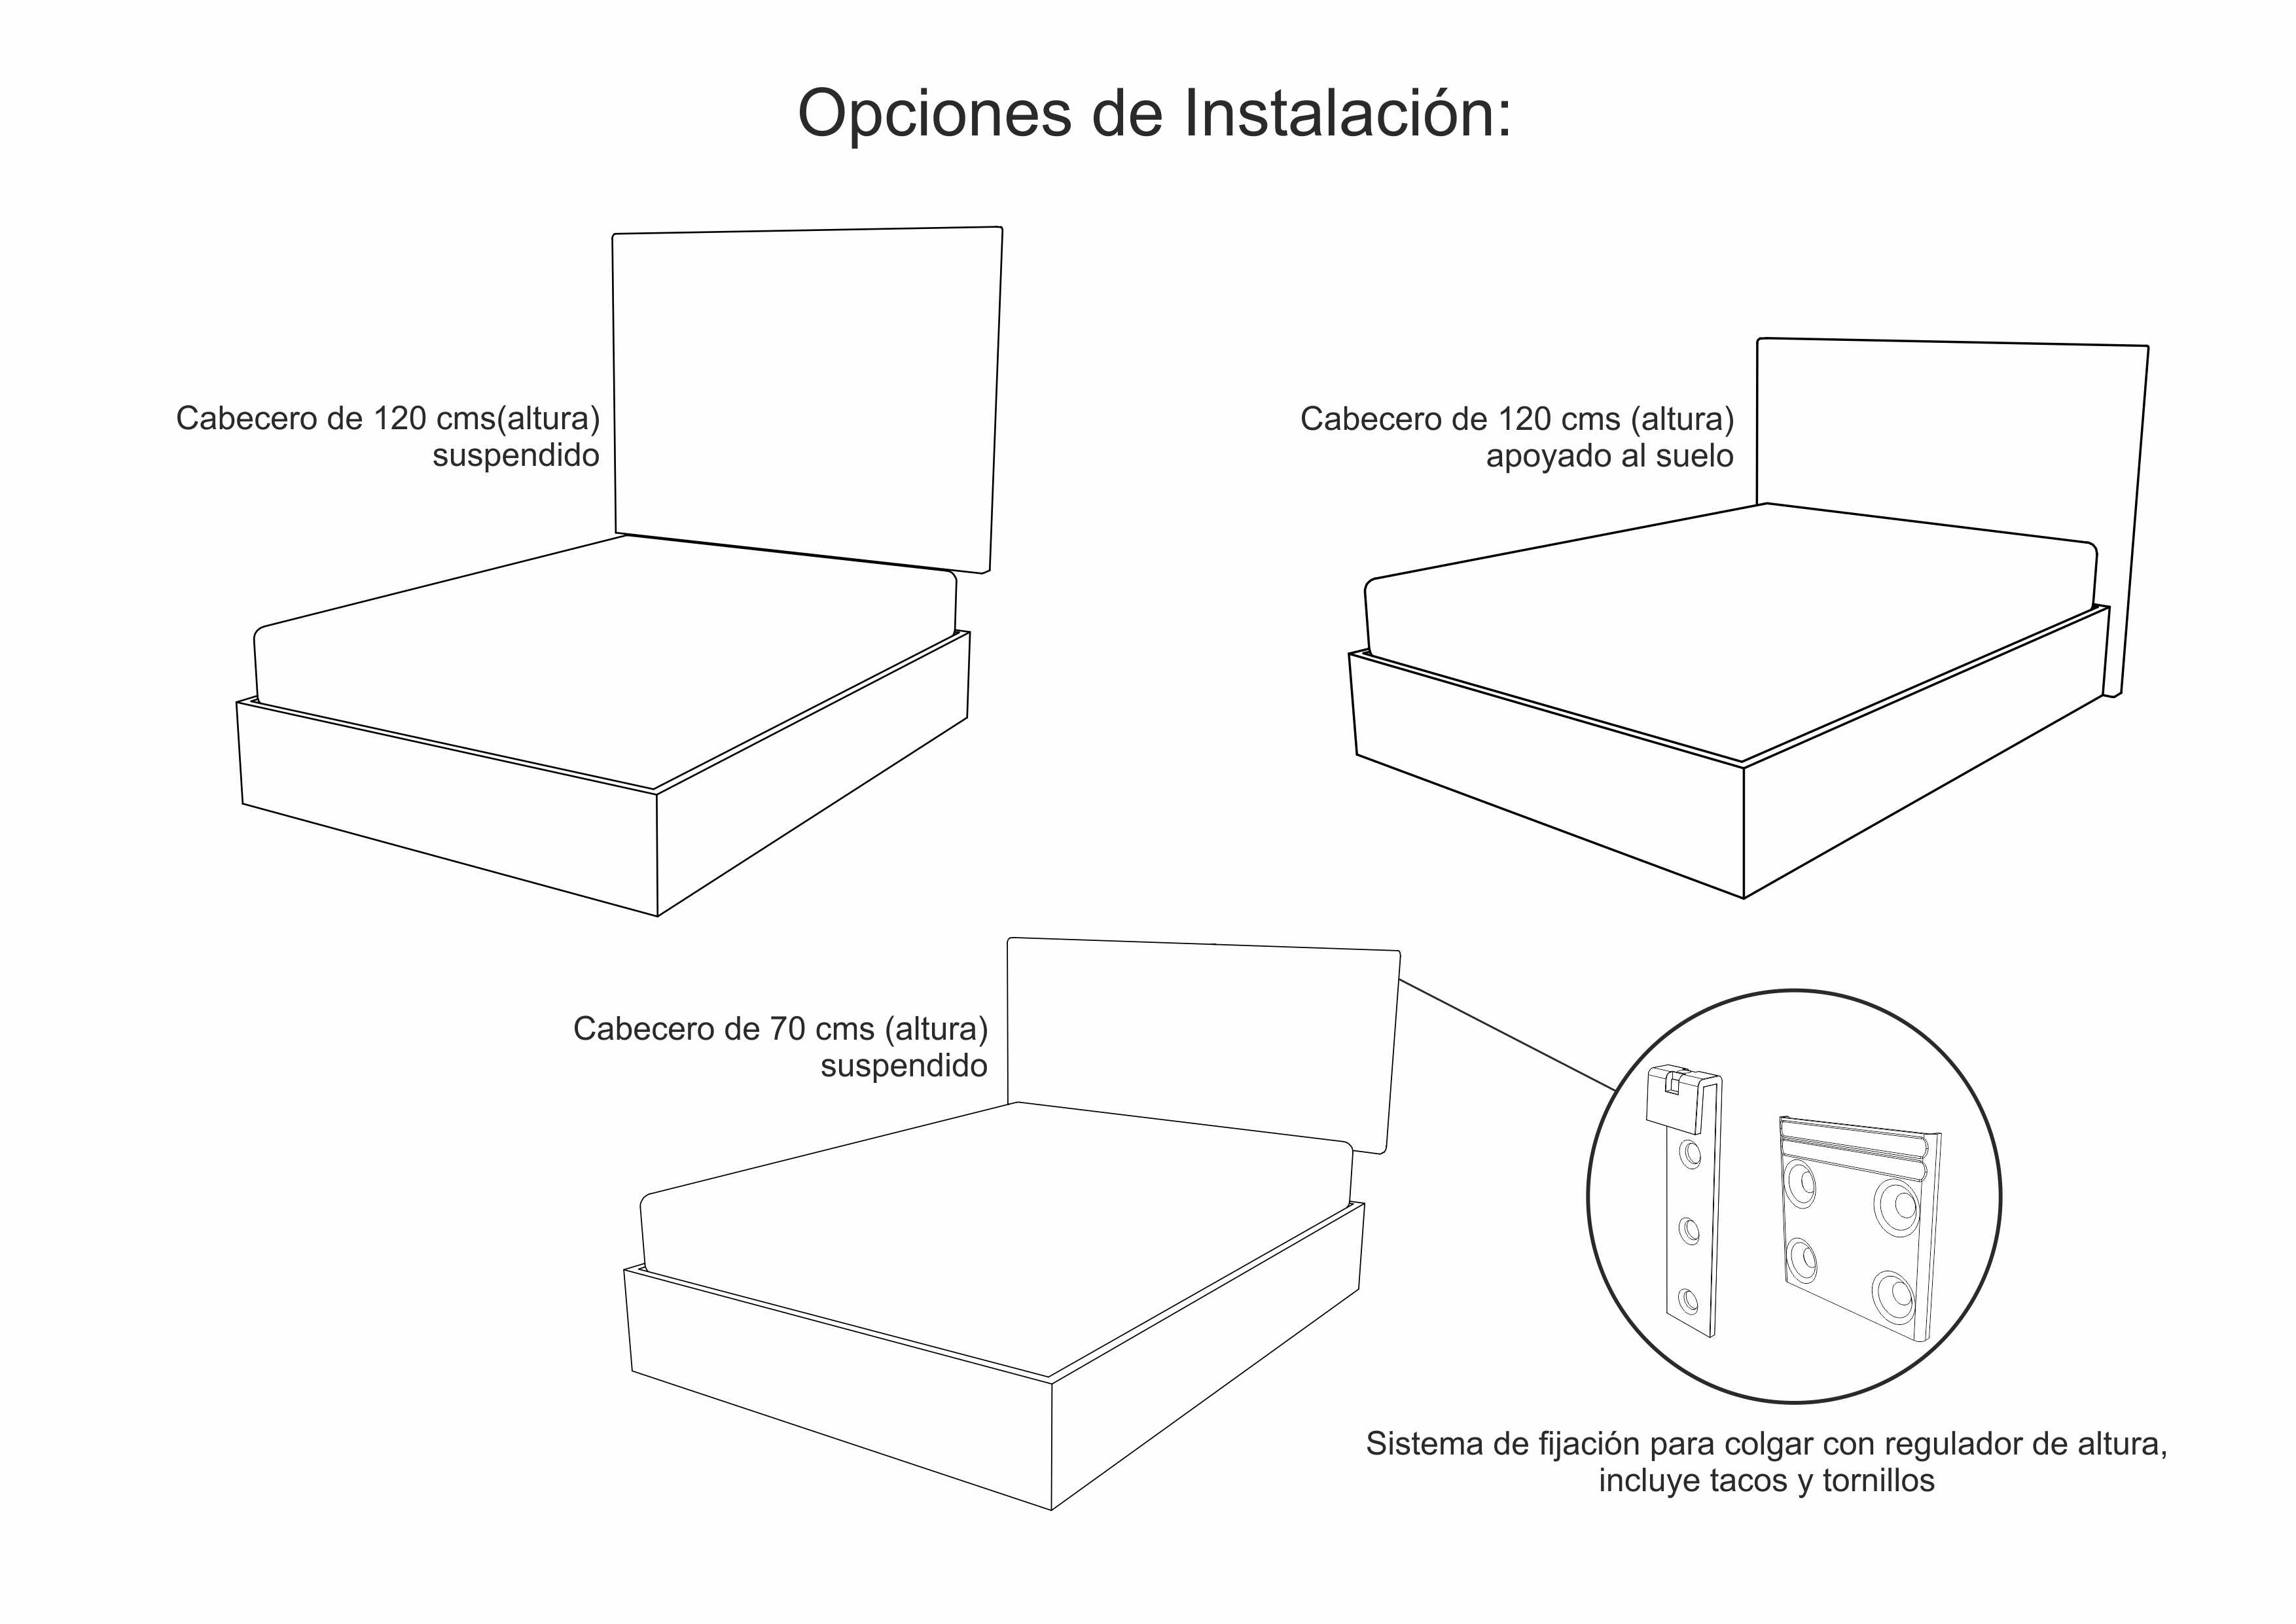 Opciones de Instalación:
Cabecero de 120 cms(altura)
suspendido
Cabecero de 120 cms (altura)
apoyado al suelo
Cabecero de 70 cms (altura)
suspendido
Sistema de fijación para colgar con regulador de altura,
incluye tacos y tornillos